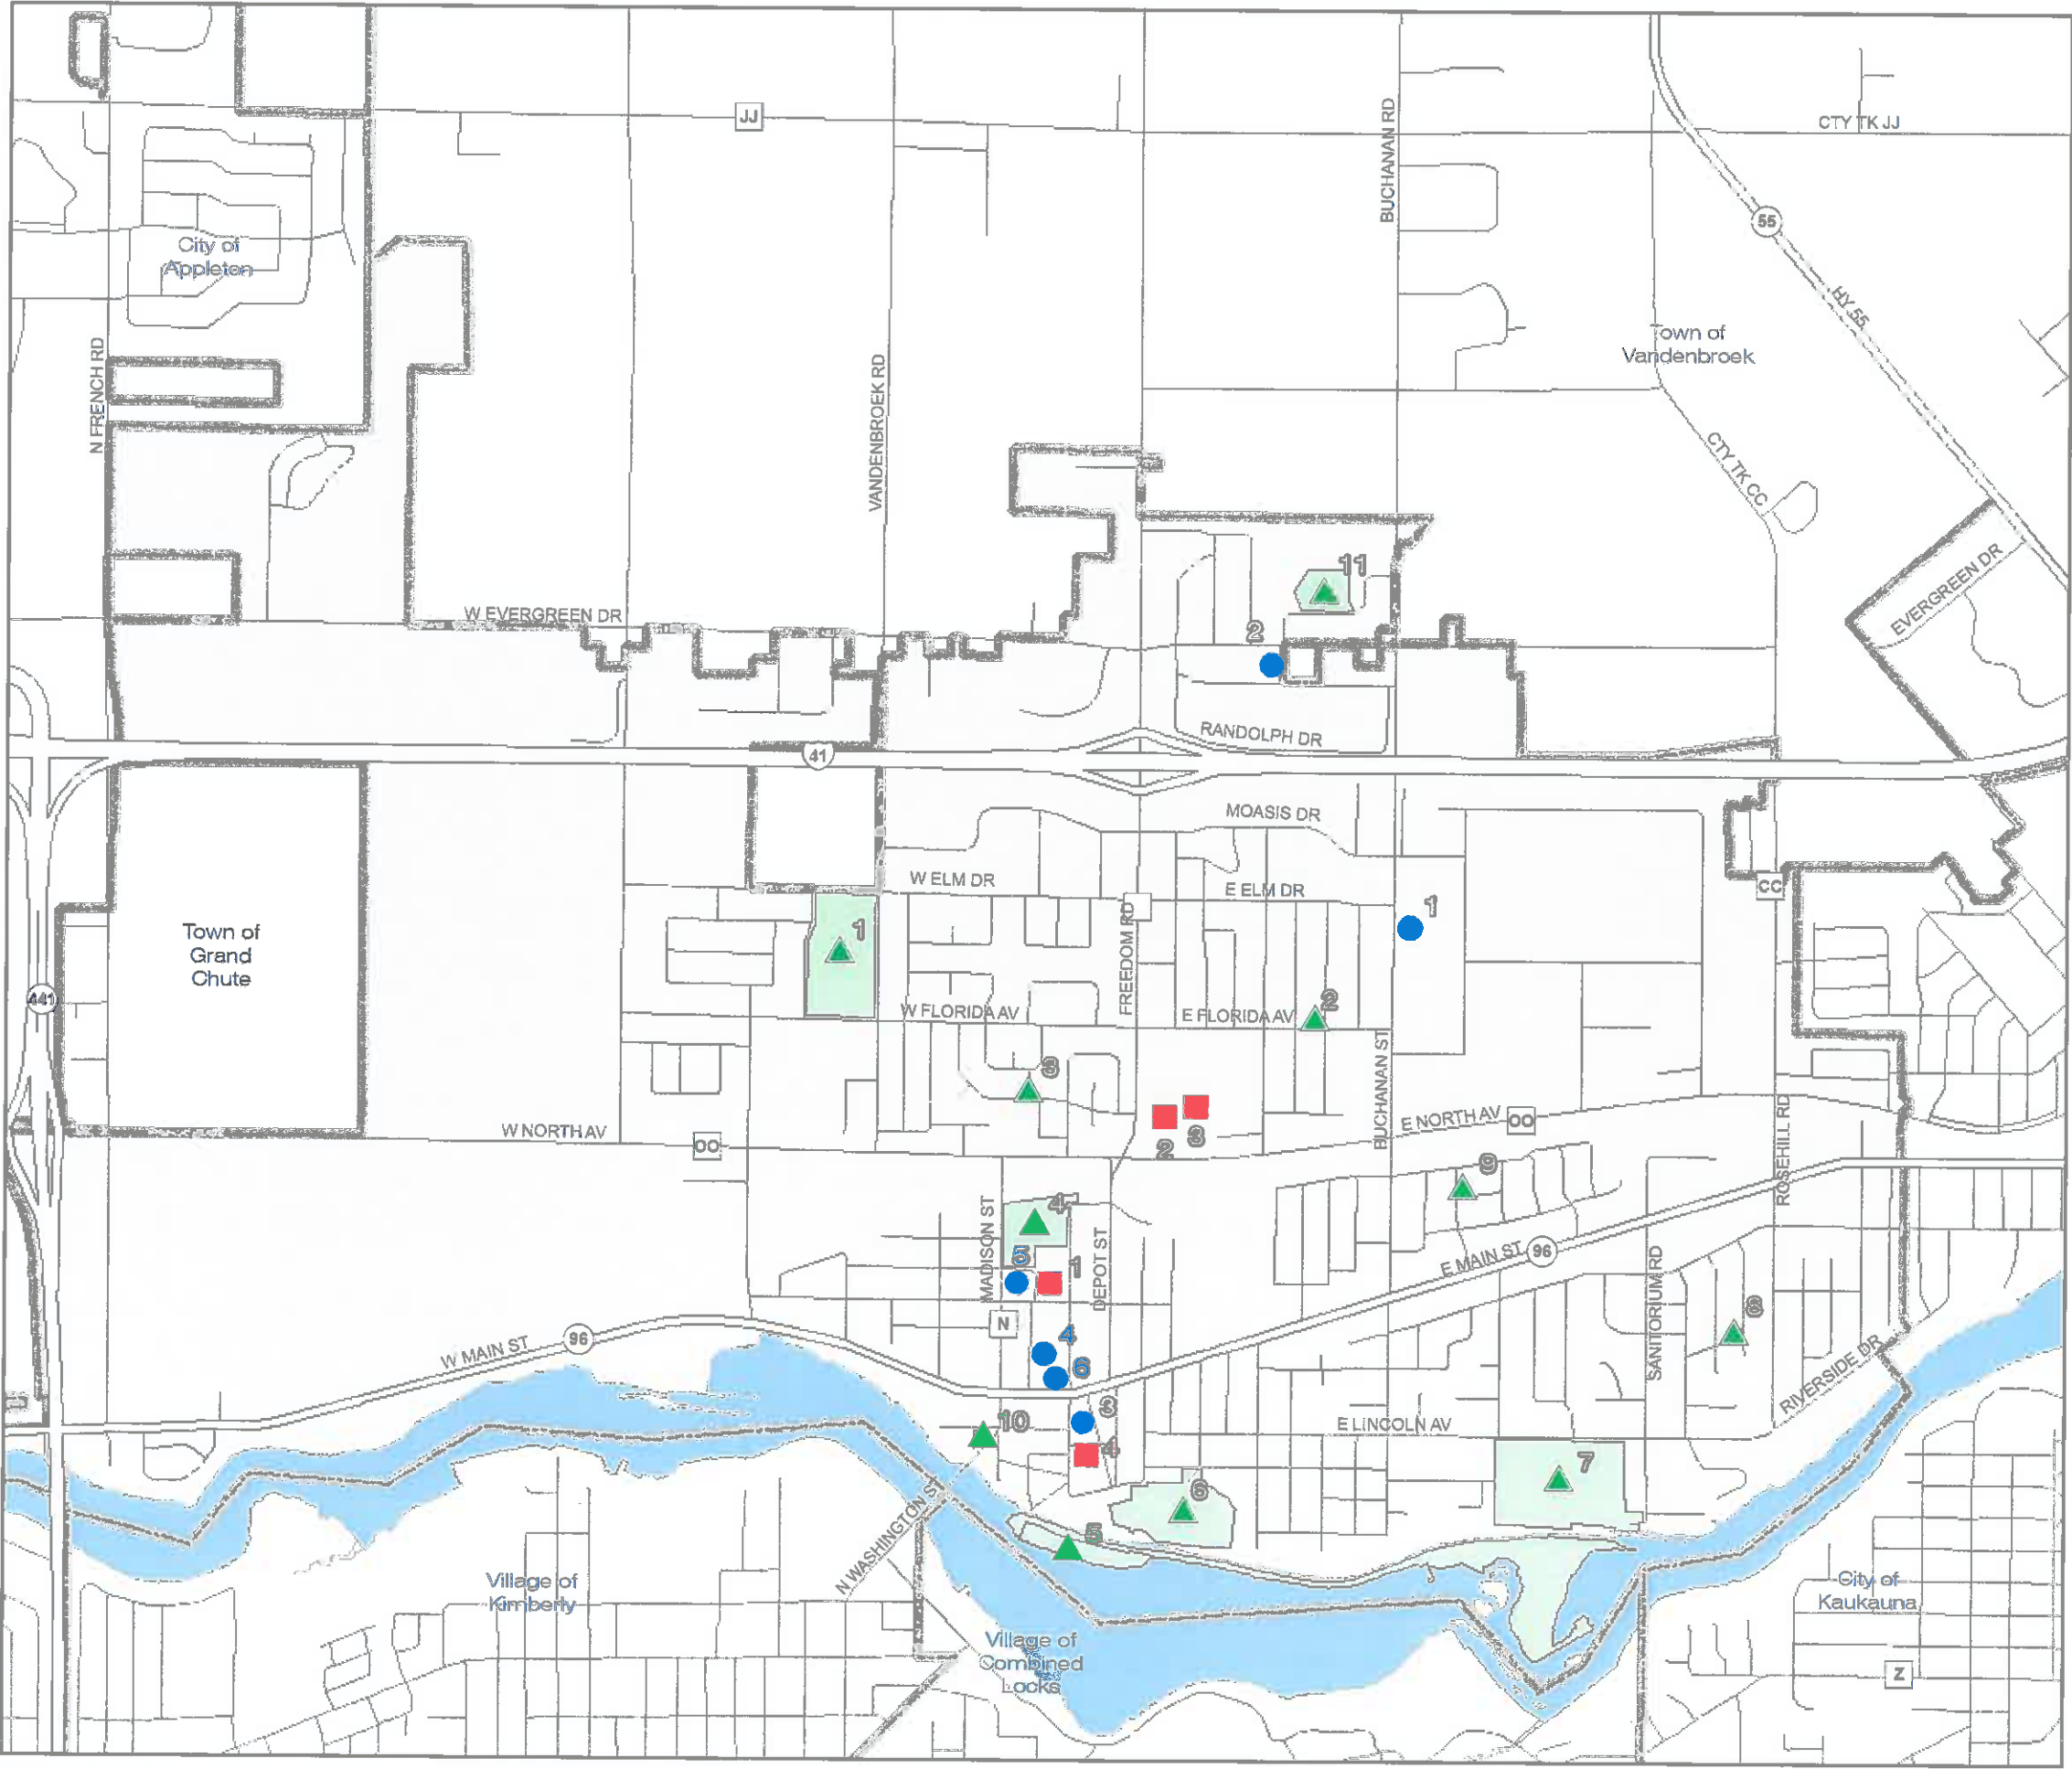 JJ
CTY TK JJ
BUCHANAN RD
55
City of
Appleton
HY 55
Town of
Vandenbroek
N FRENCH RD
VANDENBROEK RD
CTY TK CC
11
EVERGREEN DR
W EVERGREEN DR
2
RANDOLPH DR
41
MOASIS DR
W ELM DR
E ELM DR
CC
1
1
Town of
Grand
Chute
FREEDOM RD
441
2
W FLORIDA AV
E FLORIDA AV
BUCHANAN ST
3
W NORTH AV
OO
2
3
E NORTH AV
OO
ROSEHILL RD
9
MADISON ST
4
5
1
DEPOT ST
E MAIN ST
96
SANITORIUM RD
8
N
W MAIN ST
96
4
6
RIVERSIDE DR
3
10
E LINCOLN AV
4
7
6
N WASHINGTON ST
5
Village of
Kimberly
City of
Kaukauna
Village of
Combined
Locks
Z